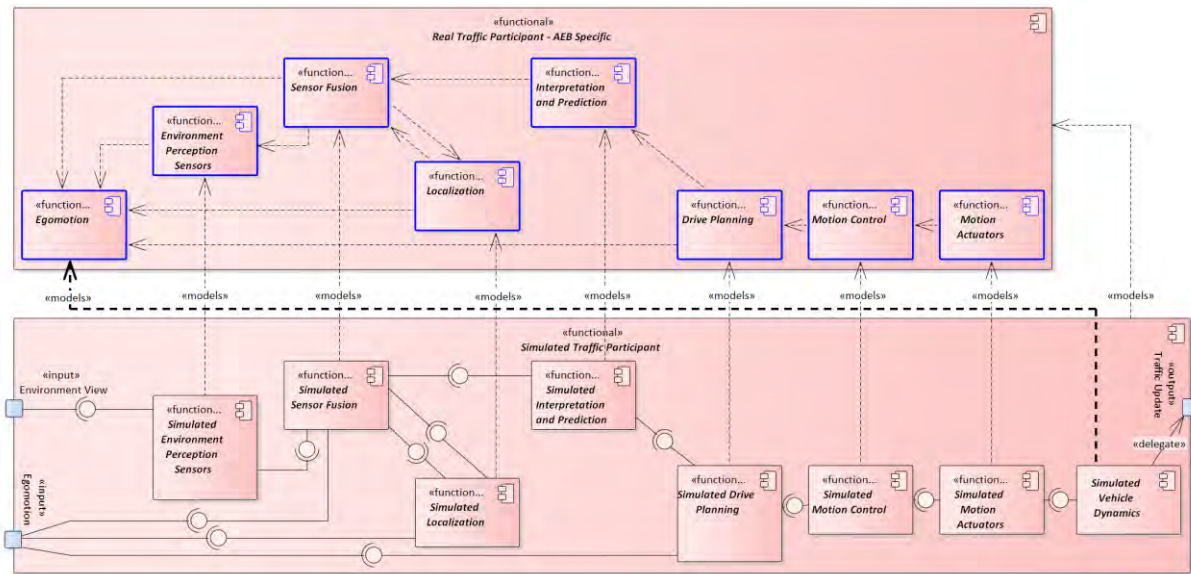 «functional»
Real Traffic Participant - AEB Specific
«function...
Sensor Fusion
«function...
Interpretation
and Prediction
«function...
Environment
Perception
Sensors
«function...
Localization
«function...
Egomotion
«function...
Drive Planning
«function...
Motion Control
«function...
Motion
Actuators
«models»
«models»
«models»
«models»
«models»
«models»
«models»
«models»
«models»
«functional»
Simulated Traffic Participant
«input»
Environment View
«function...
Simulated
Sensor Fusion
«function...
Simulated
Interpretation
and Prediction
«output»
Traffic Update
«function...
Simulated
Environment
Perception
Sensors
«delegate»
«input»
Egomotion
«function...
Simulated
Localization
«function...
Simulated Drive
Planning
«function...
Simulated
Motion Control
«function...
Simulated
Motion
Actuators
Simulated
Vehicle
Dynamics